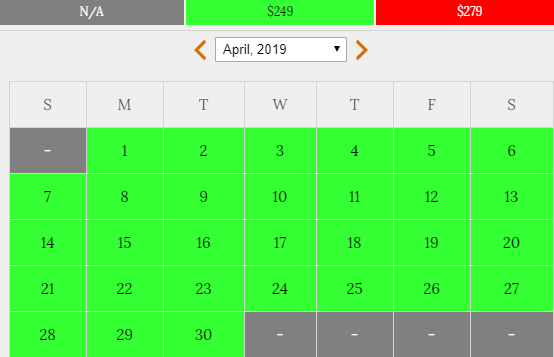 N/A $249 $279
April, 2019
S M T W T F S
- 1 2 3 4 5 6
7 8 9 10 11 12 13
14 15 16 17 18 19 20
21 22 23 24 25 26 27
28 29 30 - - - -